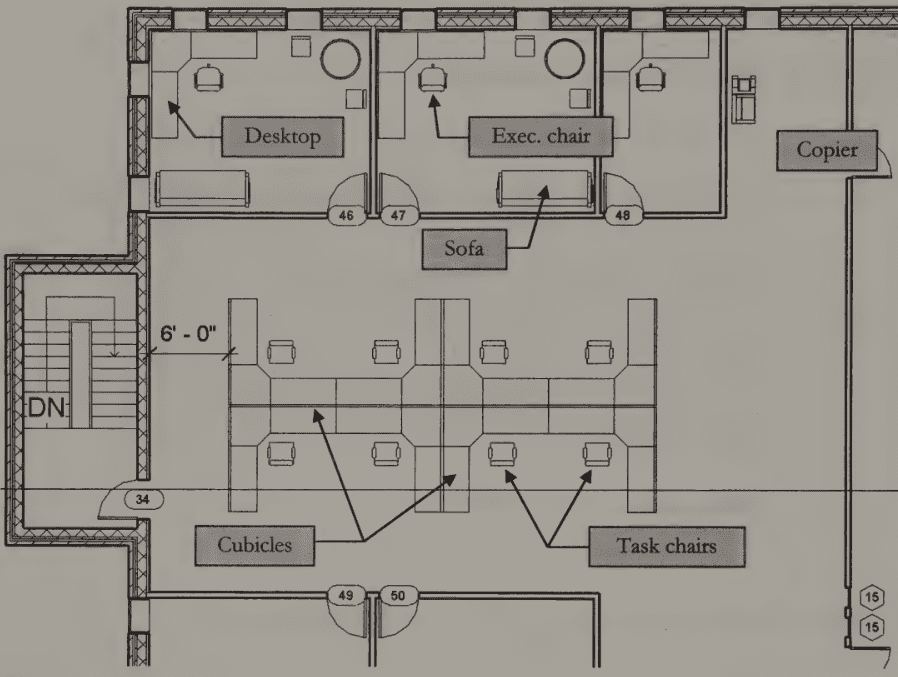 Desktop
Exec. chair
Copier
46
47
48
Sofa
6' - 0"
DN
34
Cubicles
Task chairs
49
50
15
15